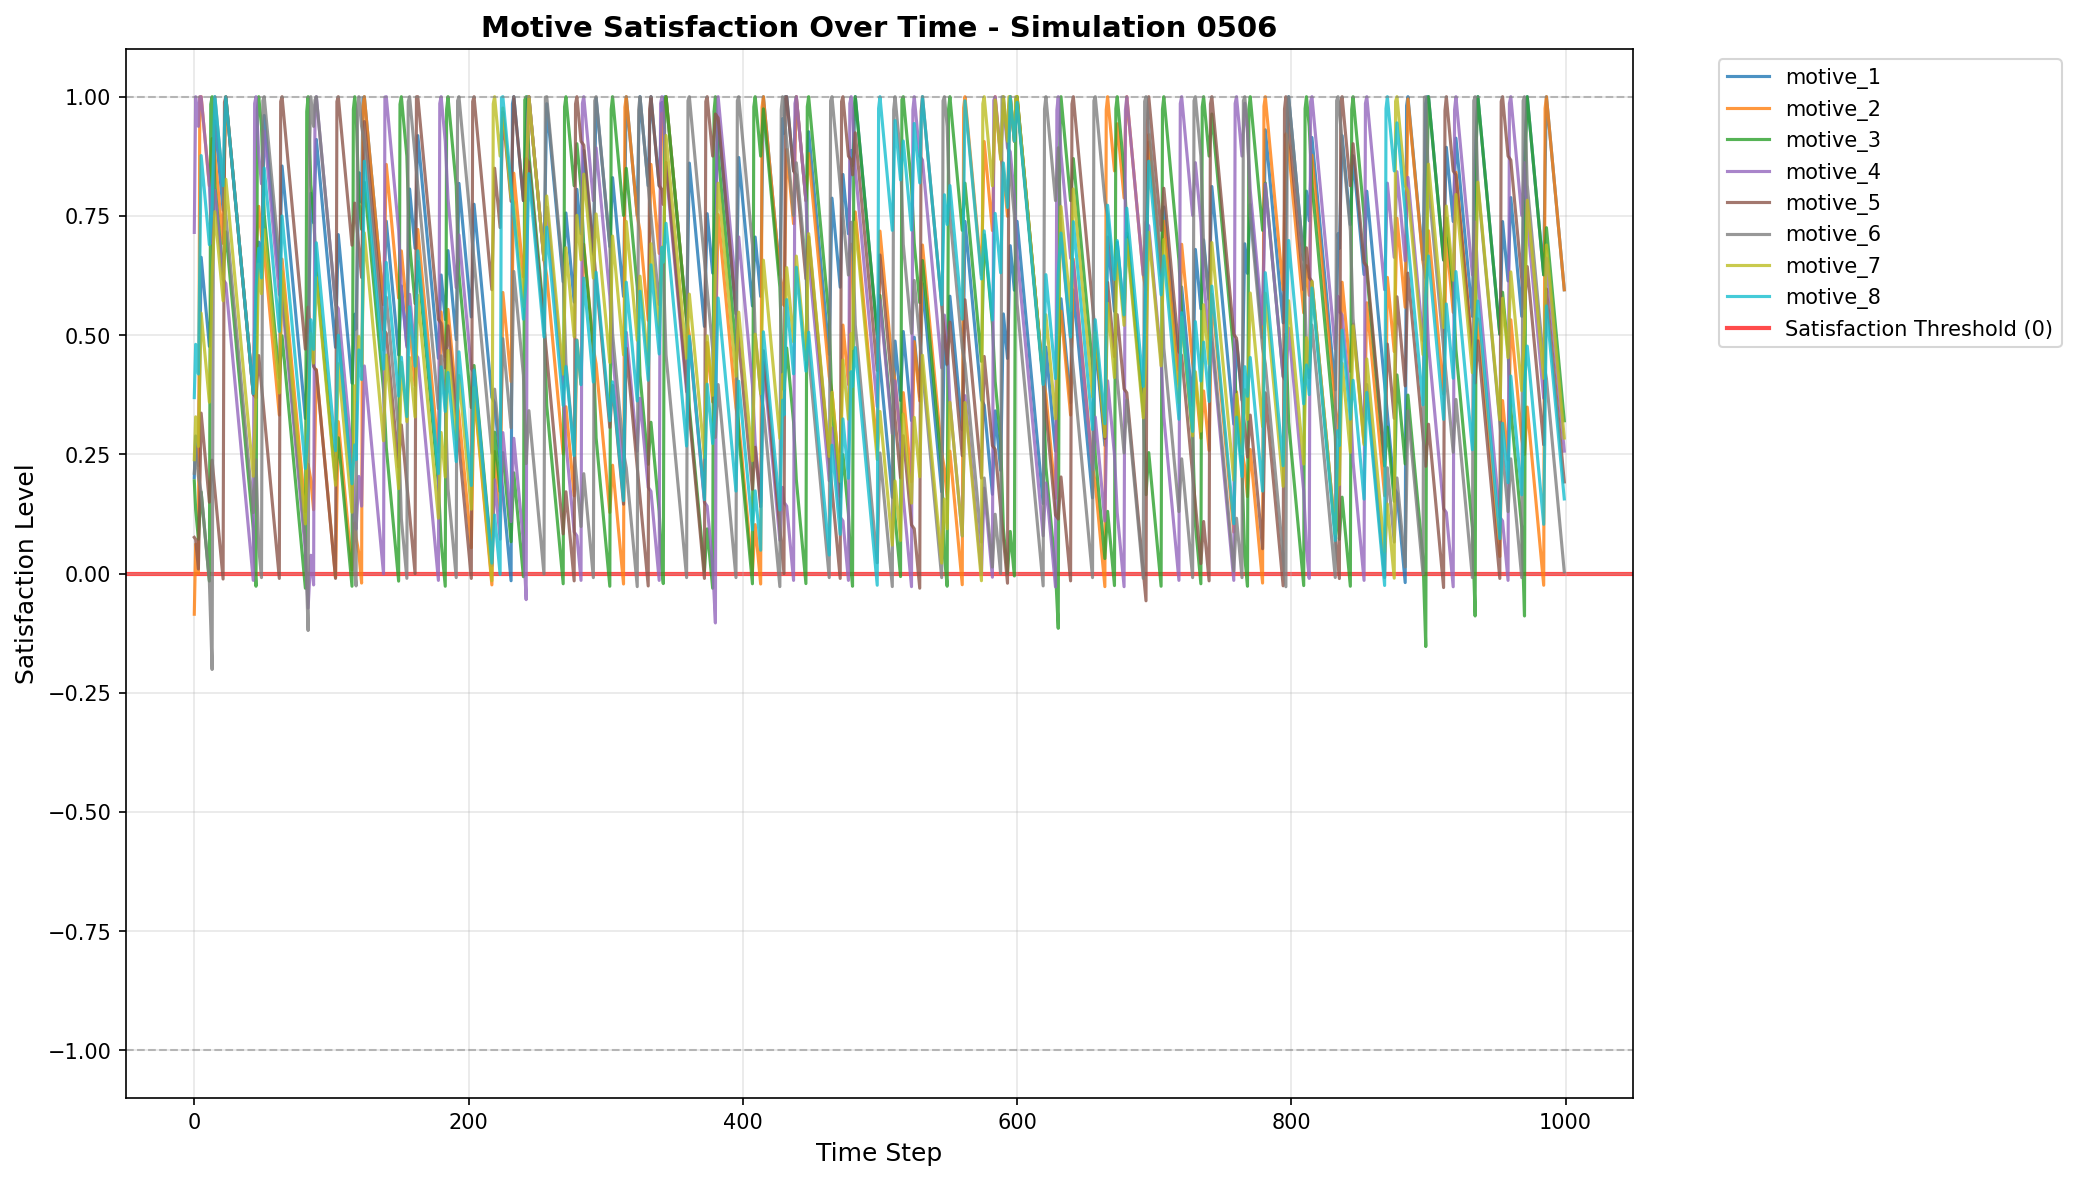 Motive Satisfaction Over Time - Simulation 0506
Satisfaction Level
1.00
0.75
0.50
0.25
0.00
−0.25
−0.50
−0.75
−1.00
0
200
400
600
800
1000
Time Step
motive_1
motive_2
motive_3
motive_4
motive_5
motive_6
motive_7
motive_8
Satisfaction Threshold (0)